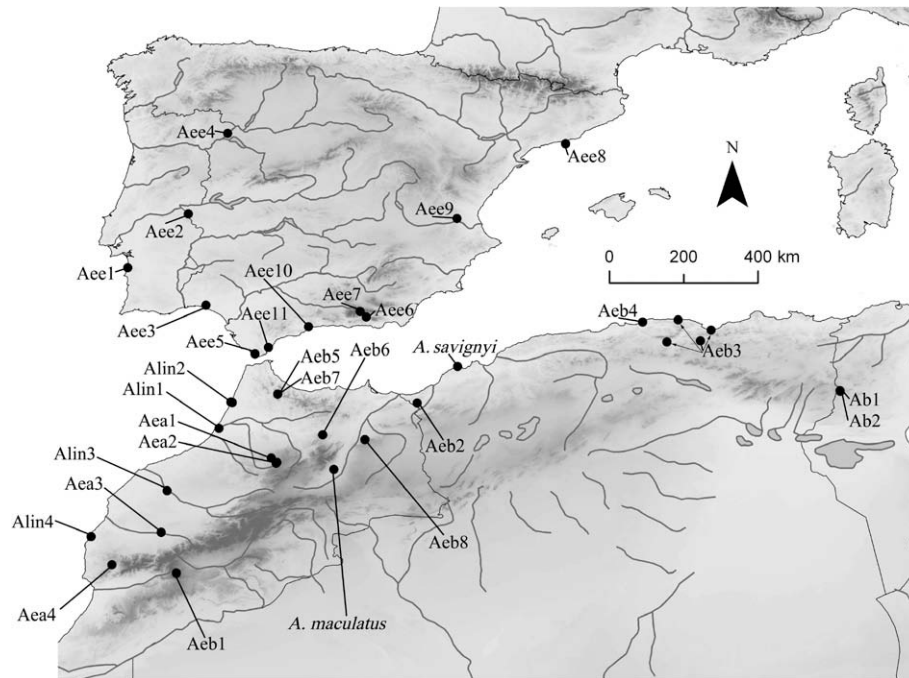 Aee4
Aee8
N
Aee9
Aee2
0 200 400 km
Aee1
Aee10
Aee7
Aee6
Aee3
Aee11
Aeb4
Aee5
Aeb6
A. savignyi
Aeb5
Aeb3
Alin2
Aeb7
Alin1
Ab1
Aea1
Aeb2
Ab2
Aea2
Alin3
Aea3
Alin4
Aeb8
Aea4
A. maculatus
Aeb1